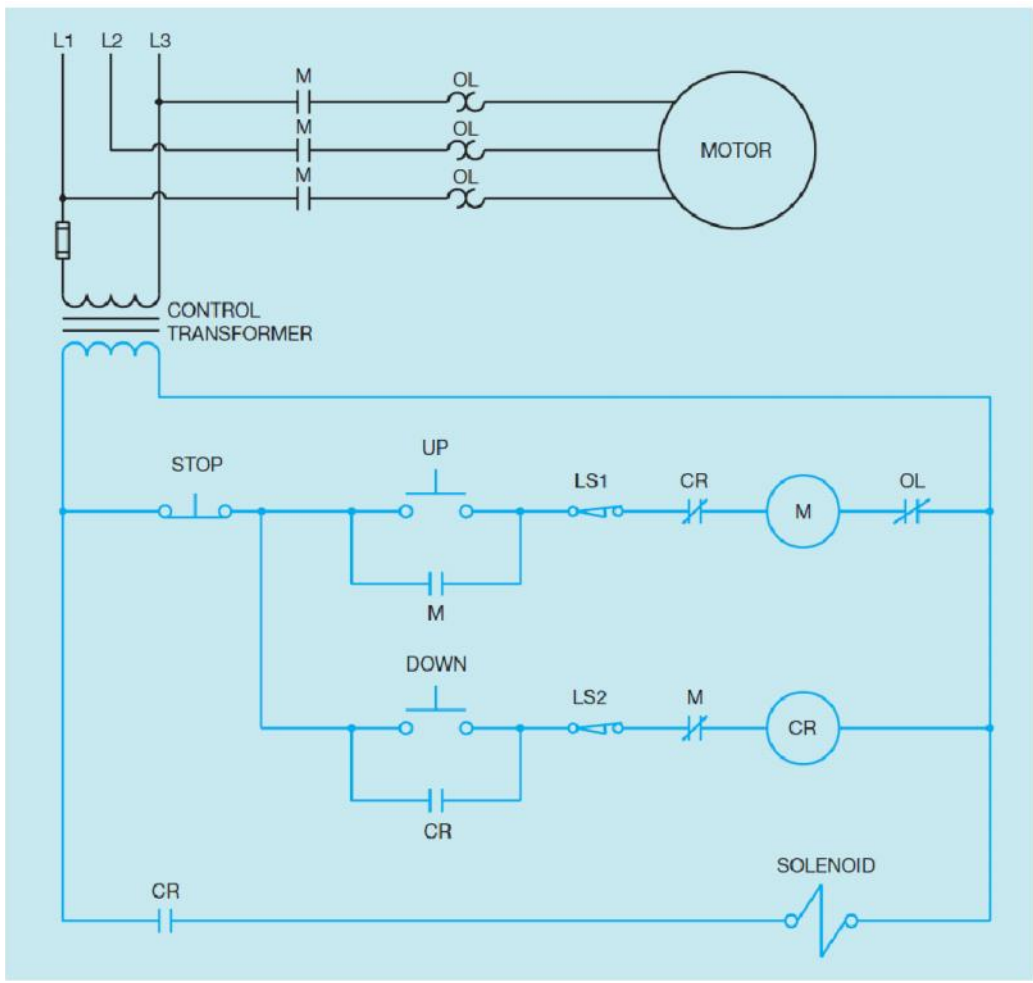 L1 L2 L3
M OL
M OL
MOTOR
M OL
CONTROL
TRANSFORMER
UP
STOP
LS1 CR OL
M
M
DOWN
LS2 M
CR
CR
SOLENOID
CR